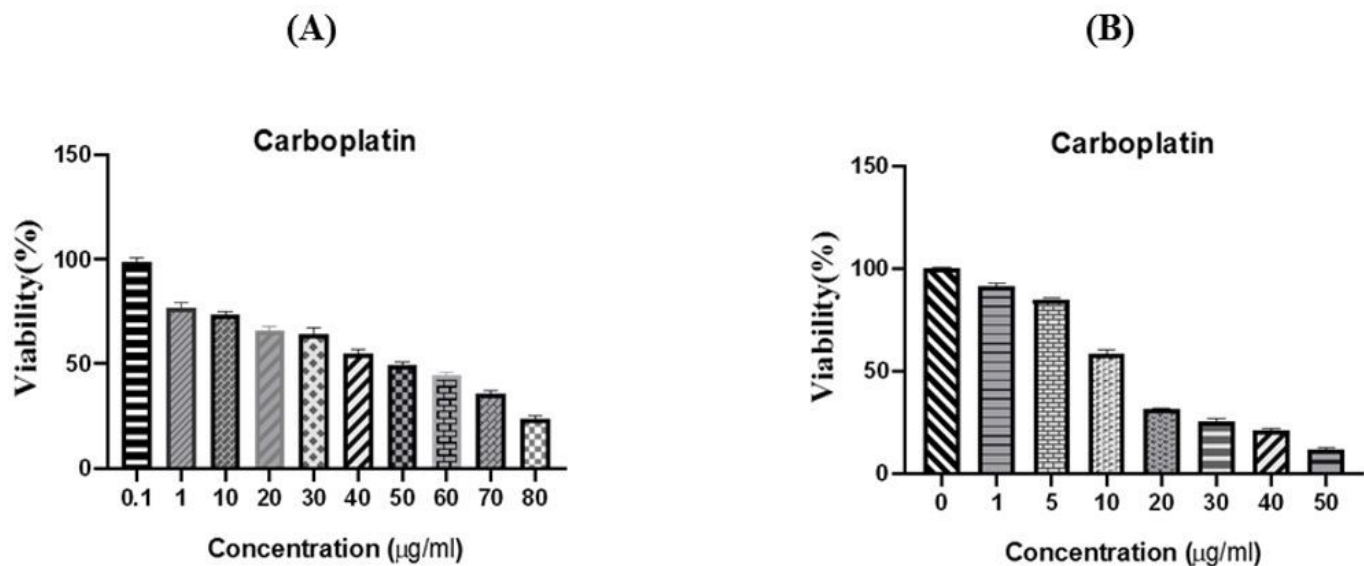 (A)
Carboplatin
Viability(%)
150
100
50
0
0.1 1 10 20 30 40 50 60 70 80
Concentration (μg/ml)
(B)
Carboplatin
Viability(%)
150
100
50
0
0 1 5 10 20 30 40 50
Concentration (μg/ml)